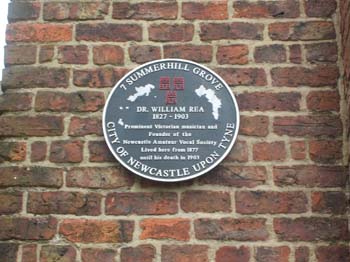 7 SUMMERHILL GROVE
DR. WILLIAM REA
1827 - 1903
Prominent Victorian musician and
Founder of the
Newcastle Amateur Vocal Society
Lived here from 1877
until his death in 1903
CITY OF NEWCASTLE UPON TYNE